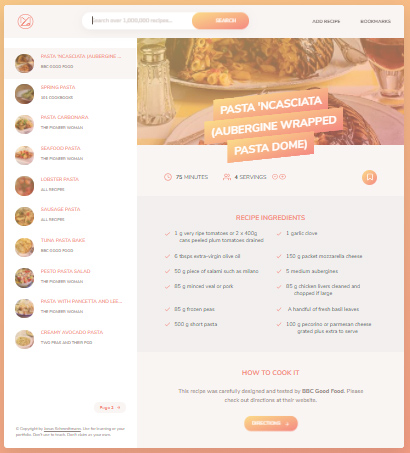 Search over 1,000,000 recipes...
SEARCH
ADD RECIPE
BOOKMARKS
PASTA 'NCASCIATA (AUBERGINE ...
BBC GOOD FOOD
SPRING PASTA
101 COOKBOOKS
PASTA CARBONARA
THE PIONEER WOMAN
SEAFOOD PASTA
THE PIONEER WOMAN
LOBSTER PASTA
ALL RECIPES
SAUSAGE PASTA
ALL RECIPES
TUNA PASTA BAKE
BBC GOOD FOOD
PESTO PASTA SALAD
THE PIONEER WOMAN
PASTA WITH PANCETTA AND LEE...
THE PIONEER WOMAN
CREAMY AVOCADO PASTA
TWO PEAS AND THEIR POD
Page 2 →
© Copyright by Jonas Schmedtmann. Use for learning or your
portfolio. Don't use to teach. Don't claim as your own.
PASTA 'NCASCIATA
(AUBERGINE WRAPPED
PASTA DOME)
75 MINUTES
4 SERVINGS
RECIPE INGREDIENTS
1 g very ripe tomatoes or 2 x 400g
cans peeled plum tomatoes drained
1 garlic clove
6 tbsps extra-virgin olive oil
150 g packet mozzarella cheese
50 g piece of salami such as milano
5 medium aubergines
85 g minced veal or pork
85 g chicken livers cleaned and
chopped if large
85 g frozen peas
A handful of fresh basil leaves
500 g short pasta
100 g pecorino or parmesan cheese
grated plus extra to serve
HOW TO COOK IT
This recipe was carefully designed and tested by BBC Good Food. Please
check out directions at their website.
DIRECTIONS